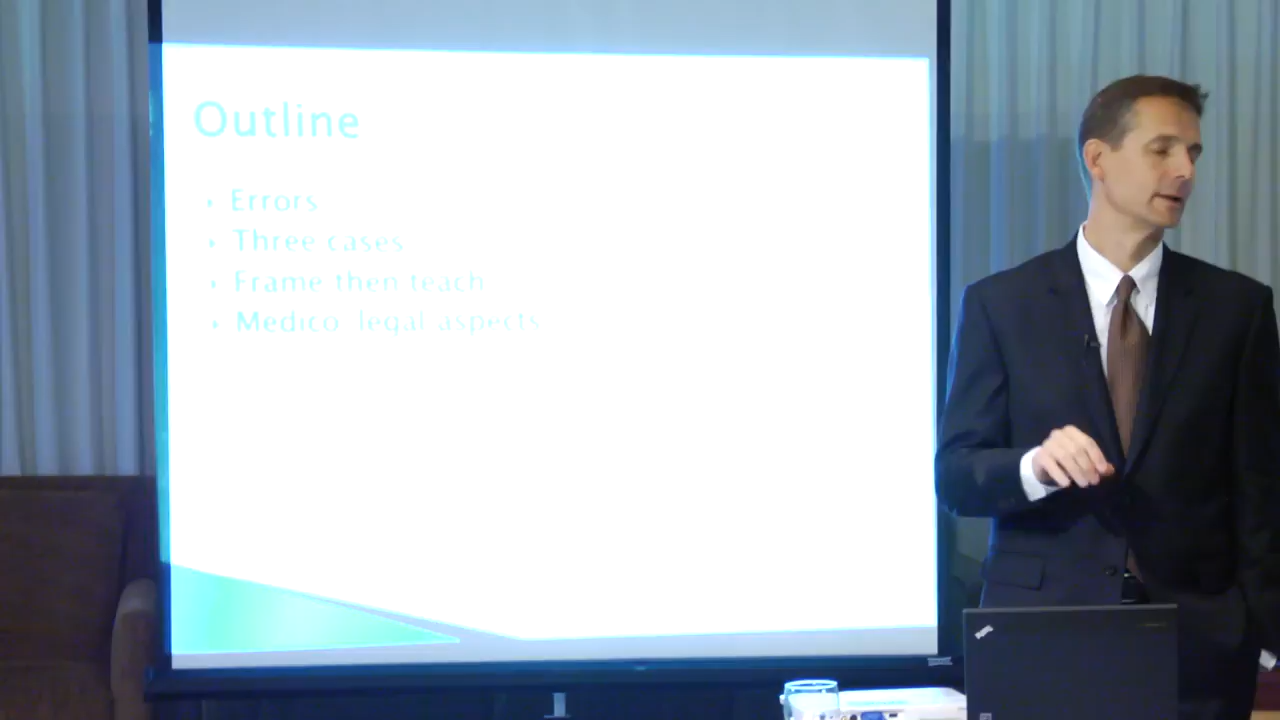 Outline
Errors
Three cases
Frame then teach
Medico-legal aspects